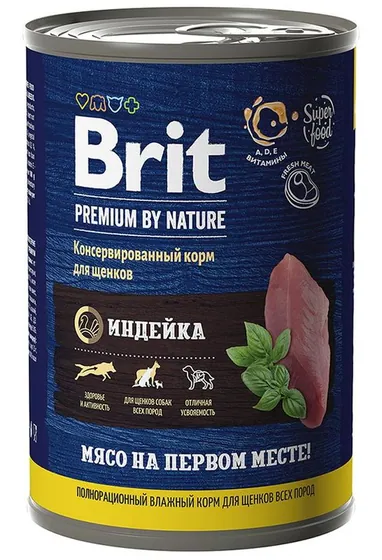 Brit
PREMIUM BY NATURE
Консервированный корм
для щенков
A, D, E
ВИТАМИНЫ
Super
food
FRESH MEAT
ИНДЕЙКА
ЗДОРОВЬЕ
И АКТИВНОСТЬ
ДЛЯ ЩЕНКОВ СОБАК
ВСЕХ ПОРОД
ОТЛИЧНАЯ
УСВОЯЕМОСТЬ
МЯСО НА ПЕРВОМ МЕСТЕ!
ПОЛНОРАЦИОННЫЙ ВЛАЖНЫЙ КОРМ ДЛЯ ЩЕНКОВ ВСЕХ ПОРОД